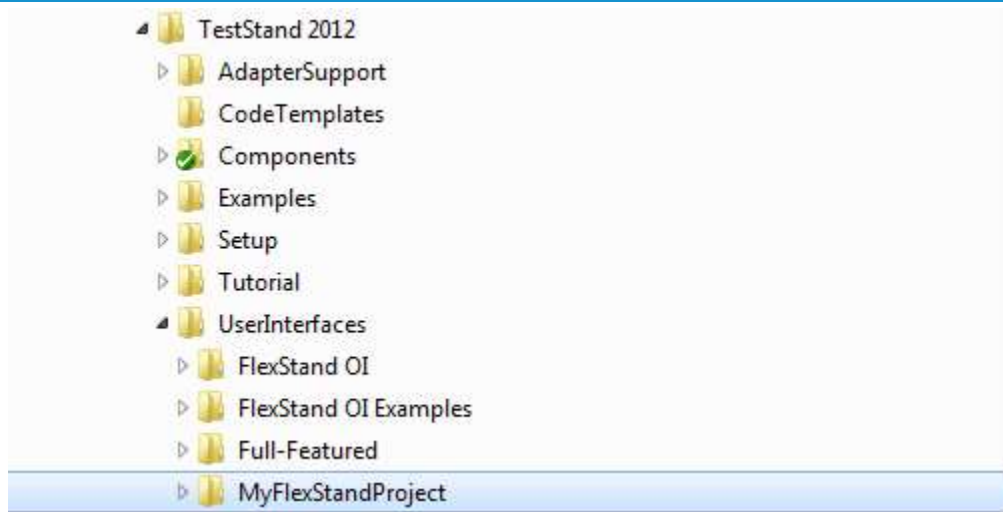 TestStand 2012
AdapterSupport
CodeTemplates
Components
Examples
Setup
Tutorial
UserInterfaces
FlexStand OI
FlexStand OI Examples
Full-Featured
MyFlexStandProject